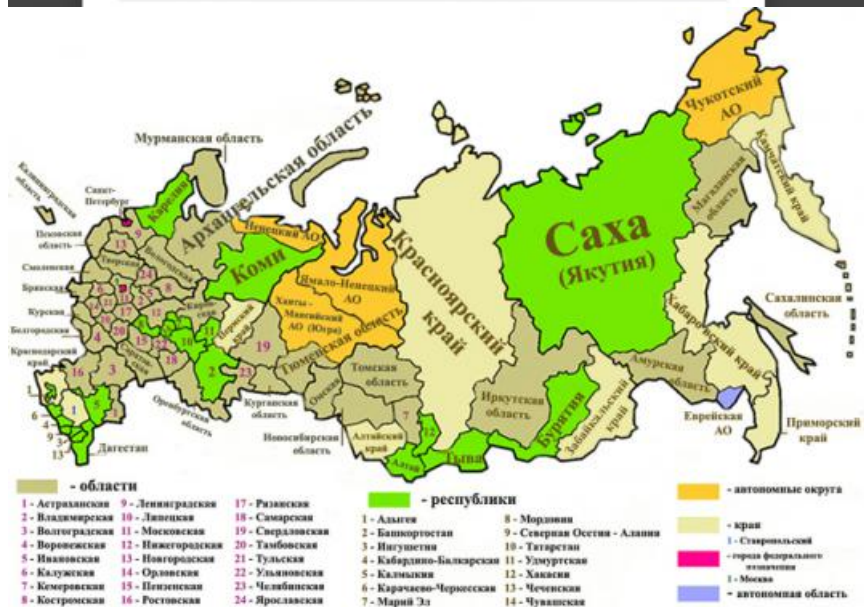 Мурманская область
Архангельская область
Калининградская
область
Санкт-
Петербург
Карелия
Ненецкий АО
Чукотский
АО
Камчатский край
Магаданская
область
Псковская
область
Вологодская
Тверская
Смоленская
Брянская
Курская
Белгородская
Краснодарский
край
Коми
Пермский
край
Ямало-Ненецкий
АО
Ханты -
Мансийский
АО (Югра)
Тюменская область
Красноярский
край
Саха
(Якутия)
Хабаровский край
Сахалинская
область
Томская
область
Омская
Иркутская
область
Амурская
область
Бурятия
Забайкальский
край
Еврейская
АО
Приморский
край
Оренбургская
область
Курганская
область
Новосибирская
область
Алтайский
край
Алтай
Тыва
Дагестан
- области
1 - Астраханская
2 - Владимирская
3 - Волгоградская
4 - Воронежская
5 - Ивановская
6 - Калужская
7 - Кемеровская
8 - Костромская
9 - Ленинградская
10 - Липецкая
11 - Московская
12 - Нижегородская
13 - Новгородская
14 - Орловская
15 - Пензенская
16 - Ростовская
17 - Рязанская
18 - Самарская
19 - Свердловская
20 - Тамбовская
21 - Тульская
22 - Ульяновская
23 - Челябинская
24 - Ярославская
- республики
1 - Адыгея
2 - Башкортостан
3 - Ингушетия
4 - Кабардино-Балкарская
5 - Калмыкия
6 - Карачаево-Черкесская
7 - Марий Эл
8 - Мордовия
9 - Северная Осетия - Алания
10 - Татарстан
11 - Удмуртская
12 - Хакасия
13 - Чеченская
14 - Чувашская
- автономные округа
- край
1 - Ставропольский
- города федерального
значения
1 - Москва
- автономная область